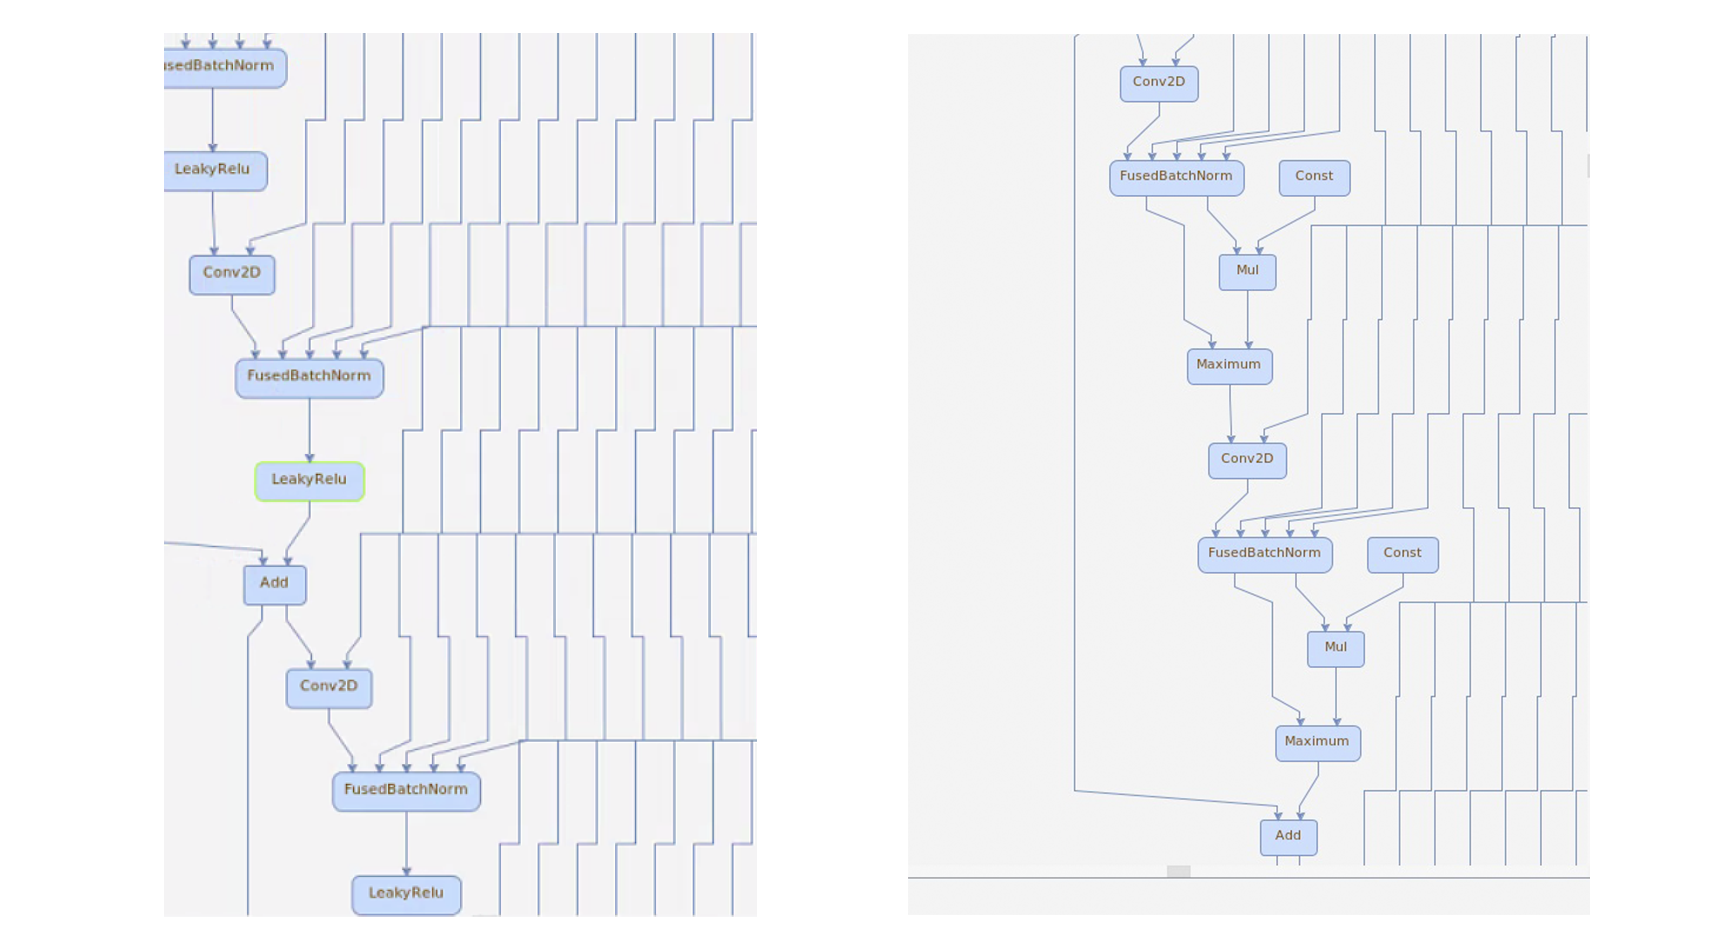 usedBatchNorm
LeakyRelu
Conv2D
FusedBatchNorm
LeakyRelu
Add
Conv2D
FusedBatchNorm
LeakyRelu
Conv2D
FusedBatchNorm Const
Mul
Maximum
Conv2D
FusedBatchNorm Const
Mul
Maximum
Add